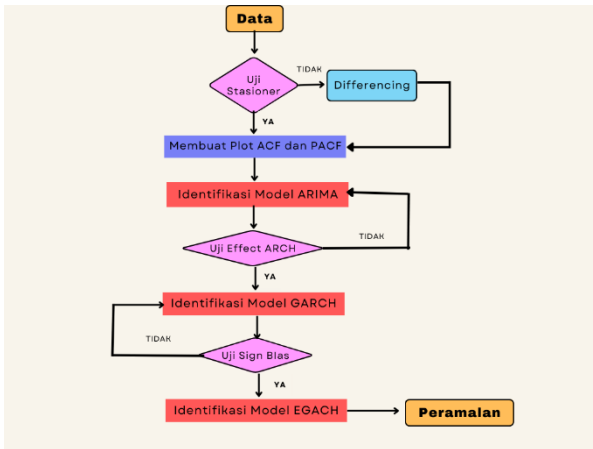 Data
Uji
Stasioner
TIDAK
Differencing
YA
Membuat Plot ACF dan PACF
Identifikasi Model ARIMA
Uji Effect ARCH
TIDAK
YA
Identifikasi Model GARCH
TIDAK
Uji Sign BIas
YA
Identifikasi Model EGACH
Peramalan